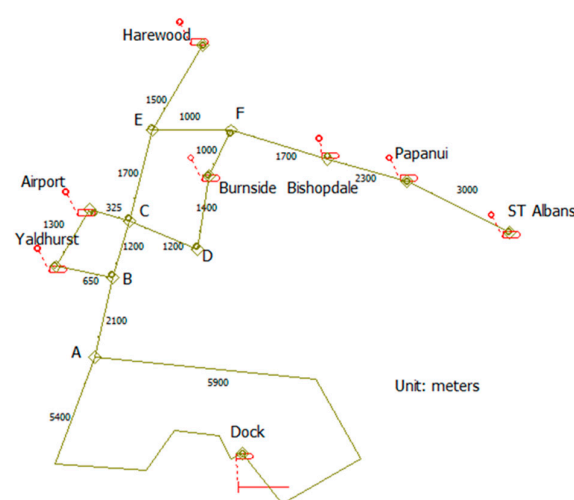 Harewood
1500
E
1000
F
1000
1700
Papanui
2300
Burnside
Bishopdale
3000
ST Albans
1700
Airport
325
C
1400
1300
Yaldhurst
1200
1200
D
650
B
2100
A
5900
Unit: meters
5400
Dock